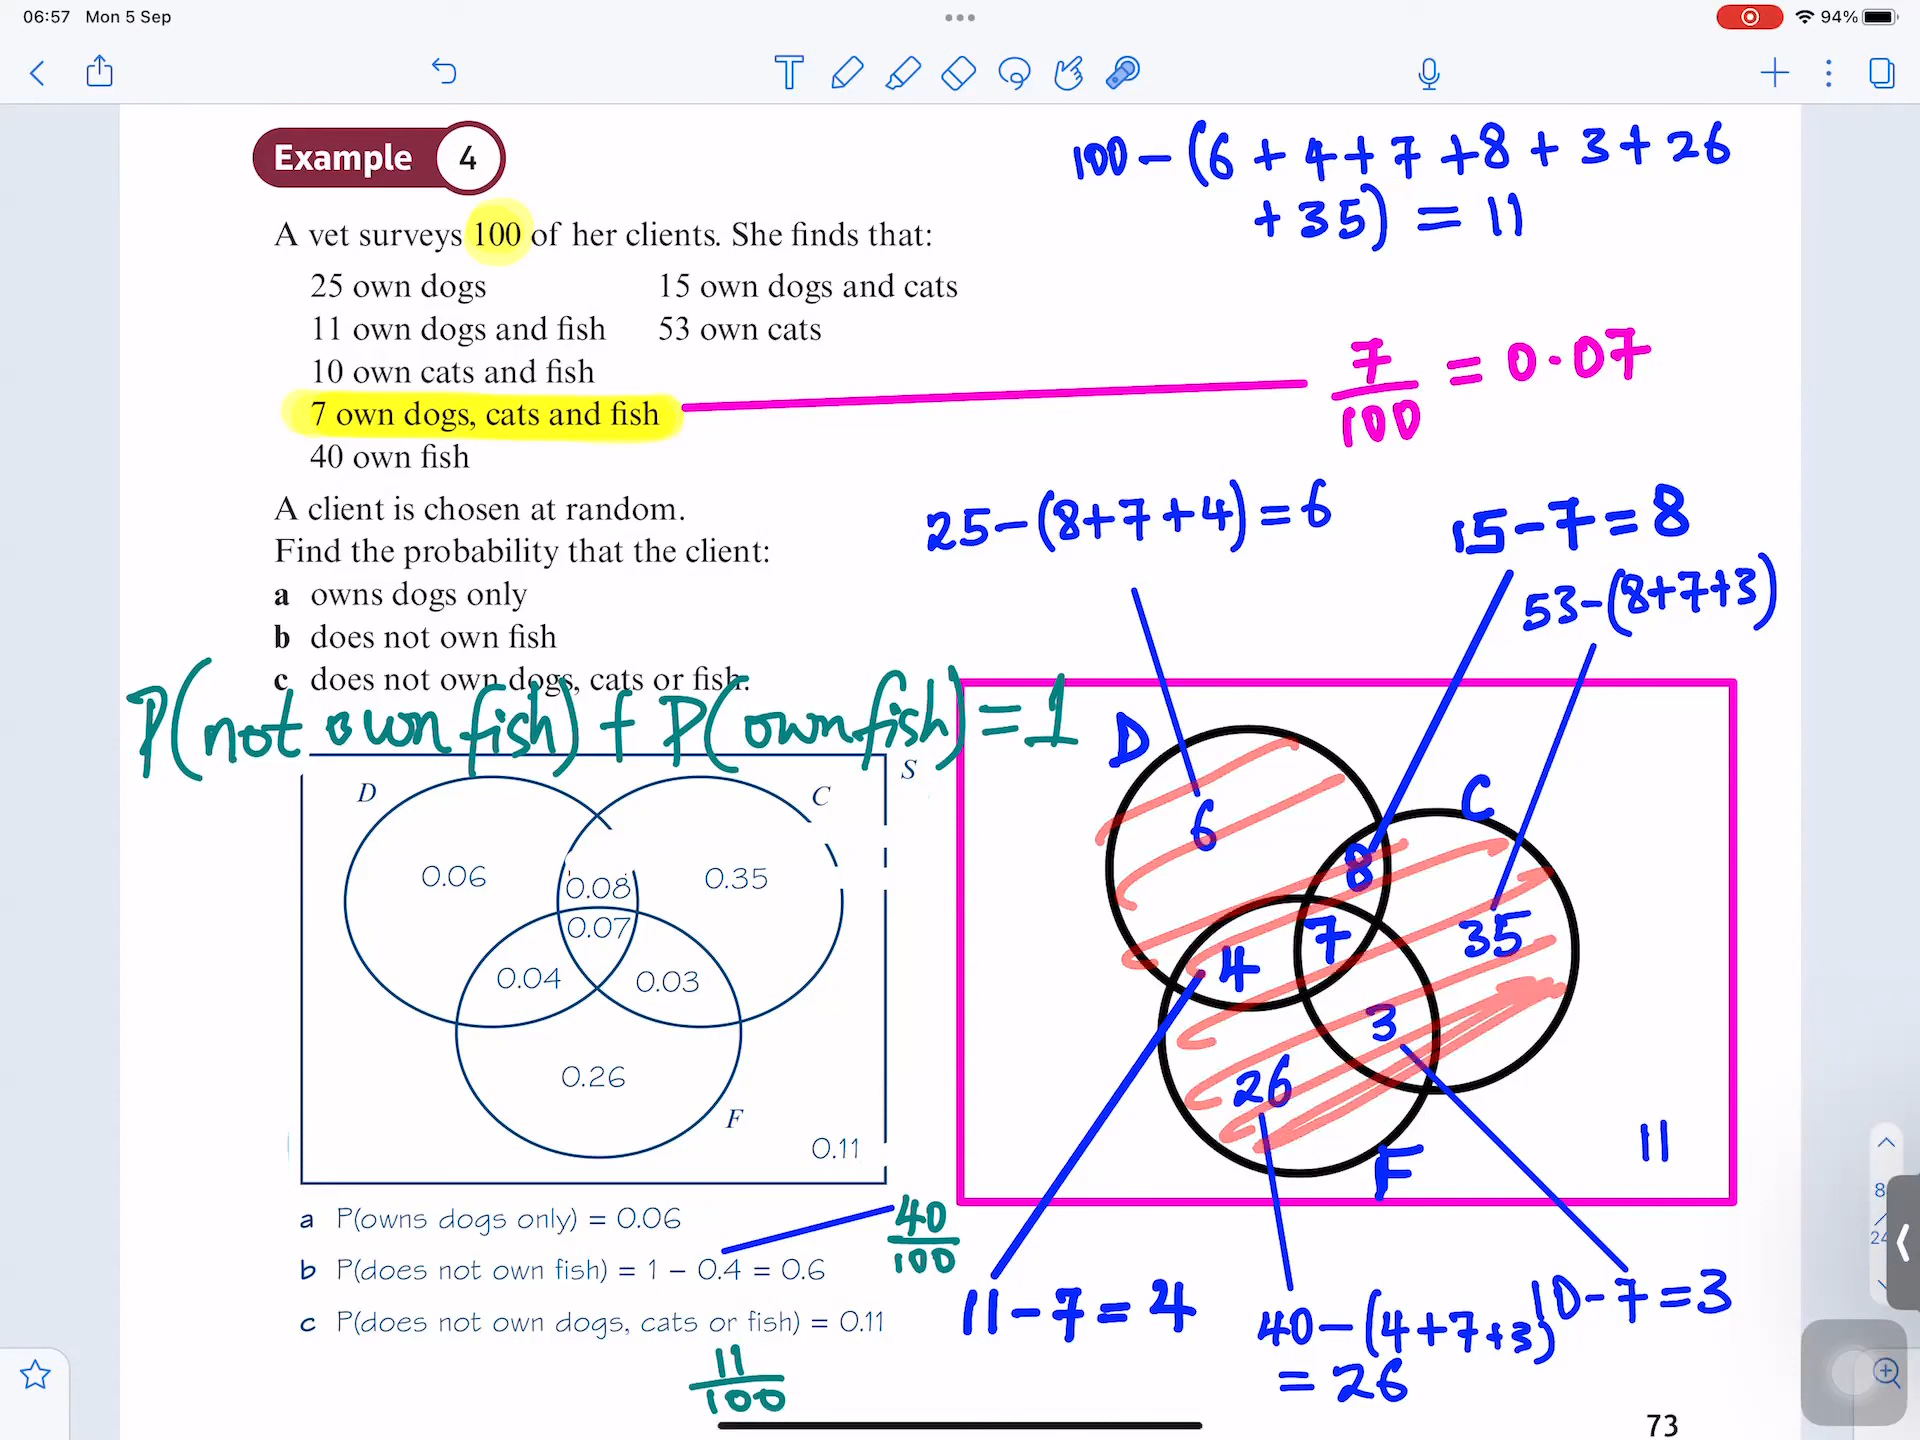 06:57 Mon 5 Sep
94%
Example 4
100 – (6 + 4 + 7 + 8 + 3 + 26
+ 35) = 11
A vet surveys 100 of her clients. She finds that:
25 own dogs 15 own dogs and cats
11 own dogs and fish 53 own cats
10 own cats and fish
7 own dogs, cats and fish
40 own fish
7/100 = 0.07
A client is chosen at random.
Find the probability that the client:
a owns dogs only
b does not own fish
c does not own dogs, cats or fish.
25 – (8+7+4) = 6
15 – 7 = 8
53 – (8+7+3)
P(not own fish) + P(own fish) = 1
D
C
S
0.06
0.08
0.35
0.07
0.04
0.03
0.26
F
0.11
D
C
6
8
7
35
4
3
26
F
11
a P(owns dogs only) = 0.06
b P(does not own fish) = 1 – 0.4 = 0.6
40/100
c P(does not own dogs, cats or fish) = 0.11
11/100
11 – 7 = 4
40 – (4+7+3)
= 26
10 – 7 = 3
8
24
73